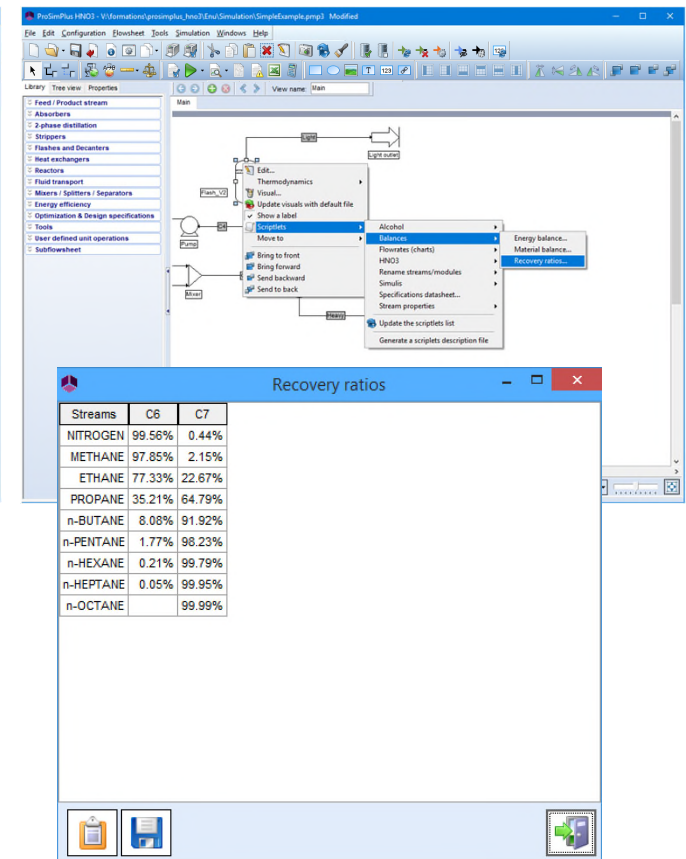 ProSimPlus HNO3 - V:\formations\prosimplus_hno3\Enu\Simulation\SimpleExample.pmp3 Modified
File Edit Configuration Flowsheet Tools Simulation Windows Help
Library Tree view Properties
View name: Main
Main
Feed / Product stream
Absorbers
2-phase distillation
Strippers
Flashes and Decanters
Heat exchangers
Reactors
Fluid transport
Mixers / Splitters / Separators
Energy efficiency
Optimization & Design specifications
Tools
User defined unit operations
Subflowsheet
Light
Light outlet
Flash_V2
Pump
Mixer
Heavy
Edit...
Thermodynamics
Visual...
Update visuals with default file
Show a label
Scriptlets
Move to
Bring to front
Bring forward
Send backward
Send to back
Alcohol
Balances
Flowrates (charts)
HNO3
Rename streams/modules
Simulis
Specifications datasheet...
Stream properties
Update the scriptlets list
Generate a scriplets description file
Energy balance...
Material balance...
Recovery ratios...
Recovery ratios
Streams C6 C7
NITROGEN 99.56% 0.44%
METHANE 97.85% 2.15%
ETHANE 77.33% 22.67%
PROPANE 35.21% 64.79%
n-BUTANE 8.08% 91.92%
n-PENTANE 1.77% 98.23%
n-HEXANE 0.21% 99.79%
n-HEPTANE 0.05% 99.95%
n-OCTANE 99.99%